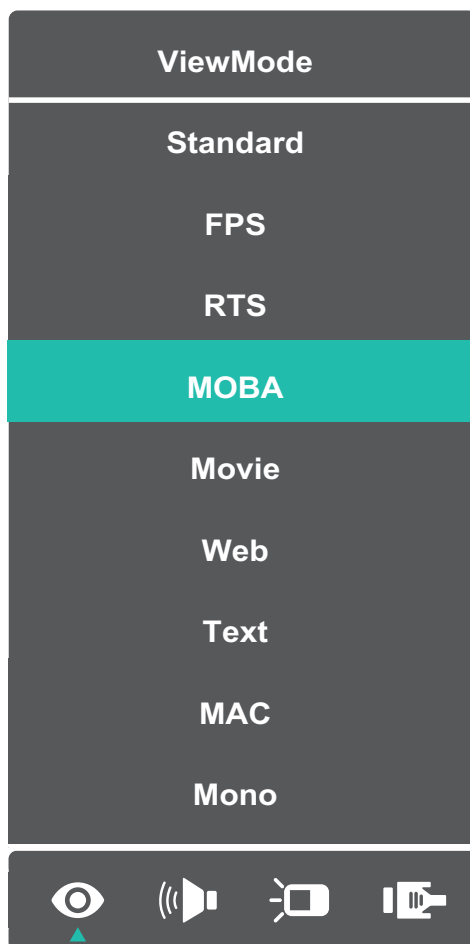 ViewMode
Standard
FPS
RTS
MOBA
Movie
Web
Text
MAC
Mono